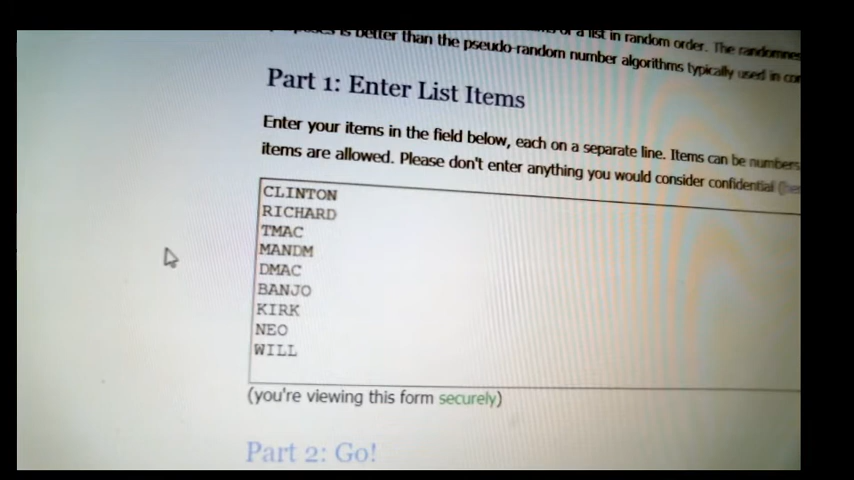 is better than the pseudo-random number algorithms typically used in
a list in random order. The
Part 1: Enter List Items
Enter your items in the field below, each on a separate line. Items can be numbers
items are allowed. Please don't enter anything you would consider confidential
CLINTON
RICHARD
TMAC
MANDM
DMAC
BANJO
KIRK
NEO
WILL
(you're viewing this form securely)
Part 2: Go!